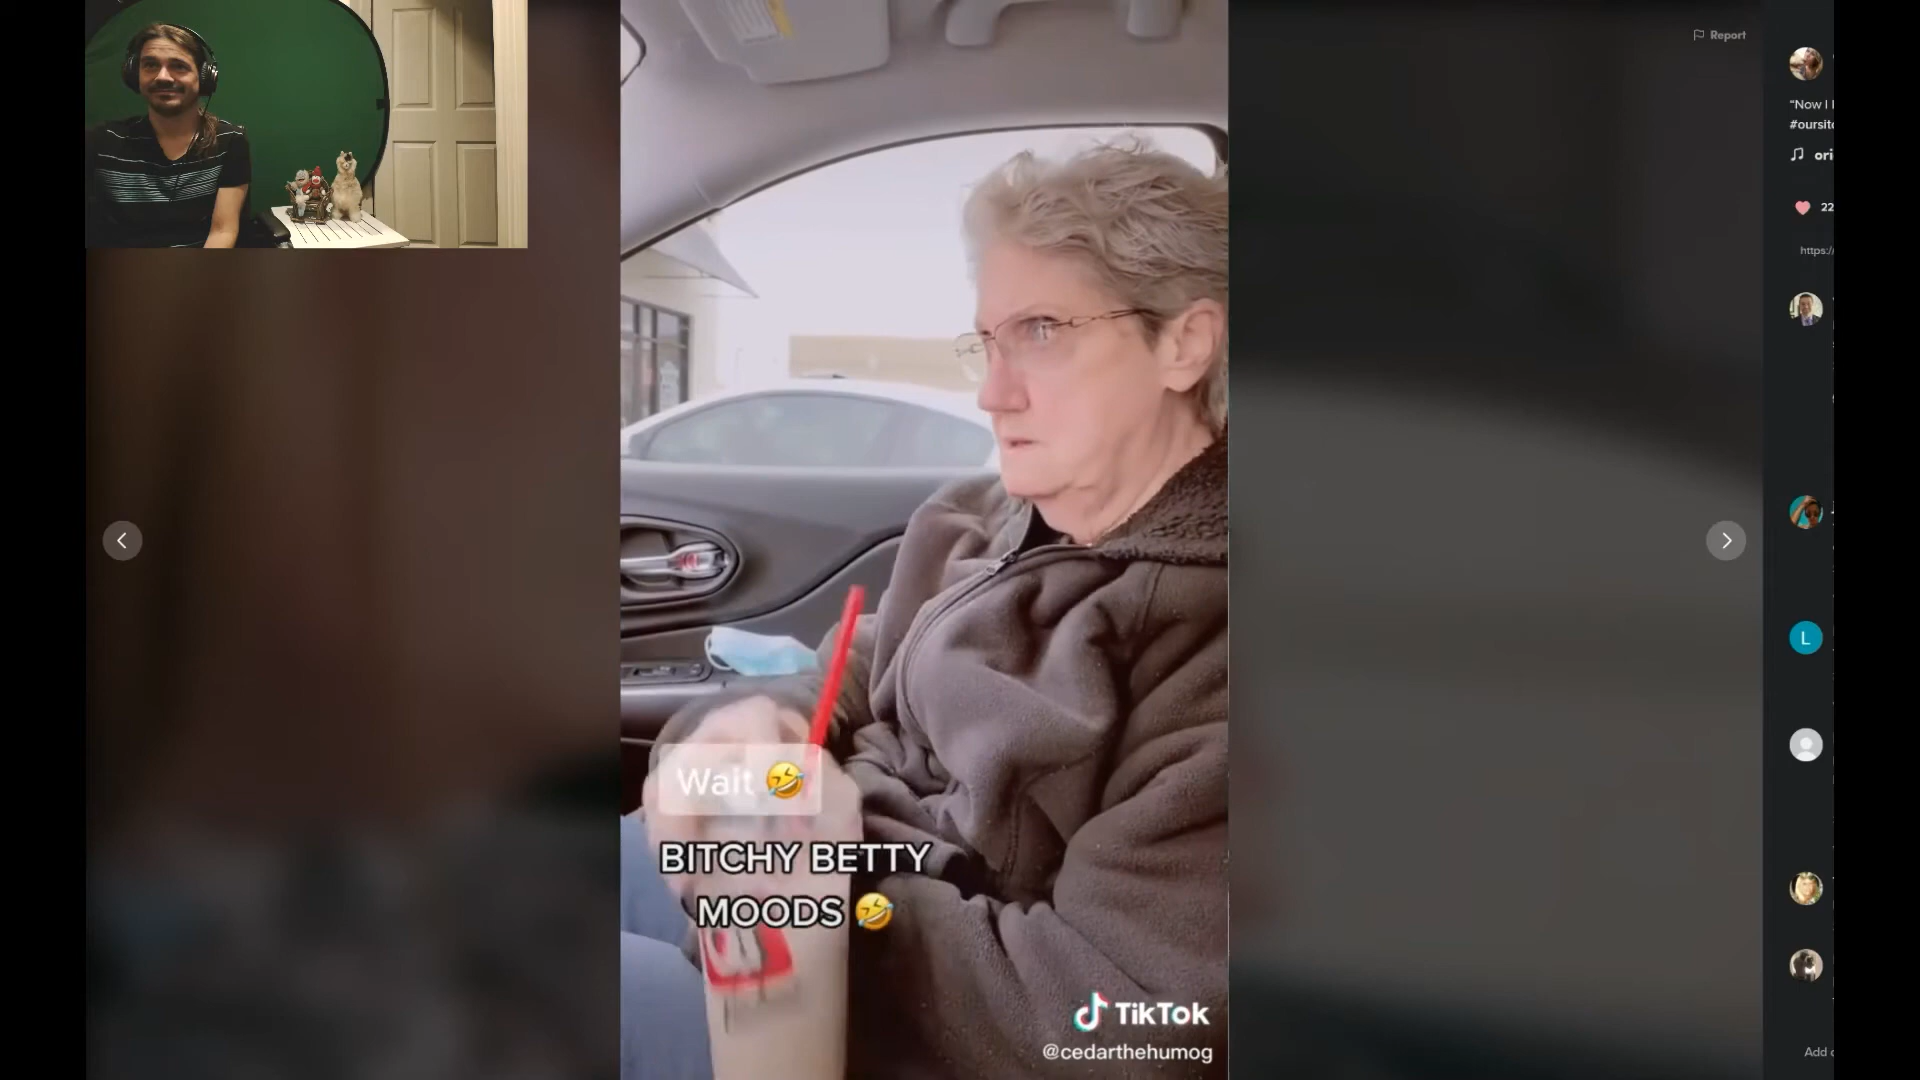 Report
"Now I
#oursit
ori
22
https:/
L
Wait 🤣
BITCHY BETTY
MOODS 🤣
TikTok
@cedarthehumog
Add